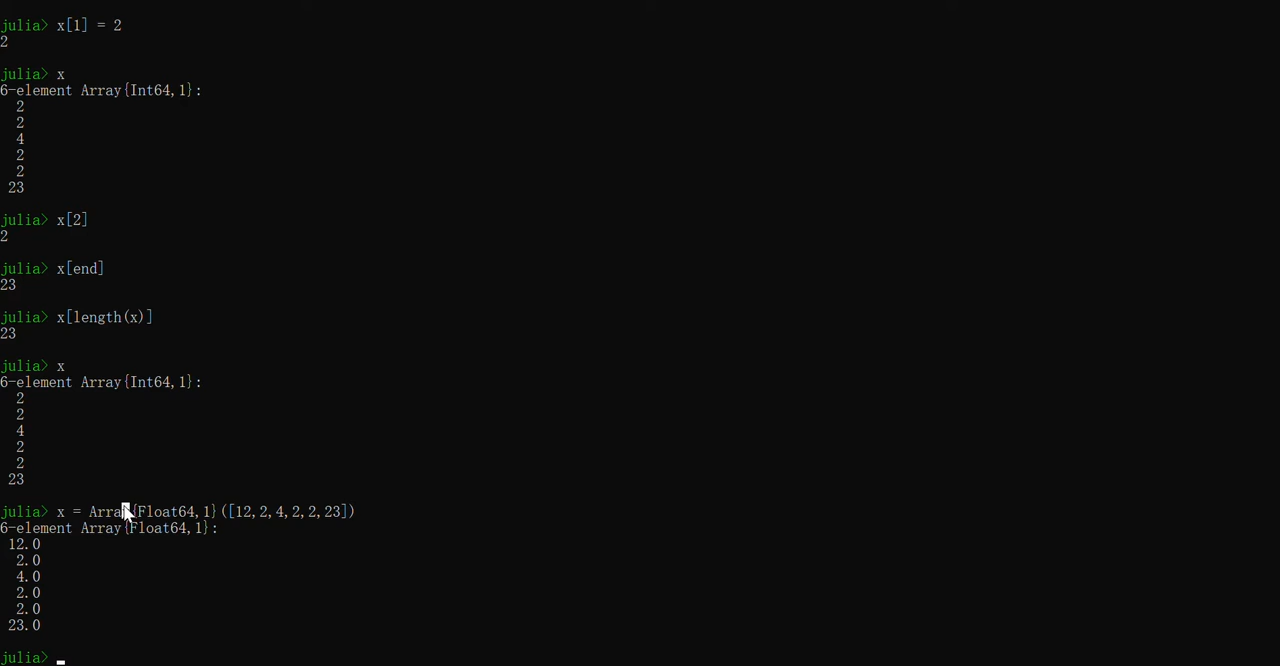 julia> x[1] = 2
2
julia> x
6-element Array{Int64,1}:
2
2
4
2
2
23
julia> x[2]
2
julia> x[end]
23
julia> x[length(x)]
23
julia> x
6-element Array{Int64,1}:
2
2
4
2
2
23
julia> x = Array{Float64,1}([12,2,4,2,2,23])
6-element Array{Float64,1}:
12.0
2.0
4.0
2.0
2.0
23.0
julia>